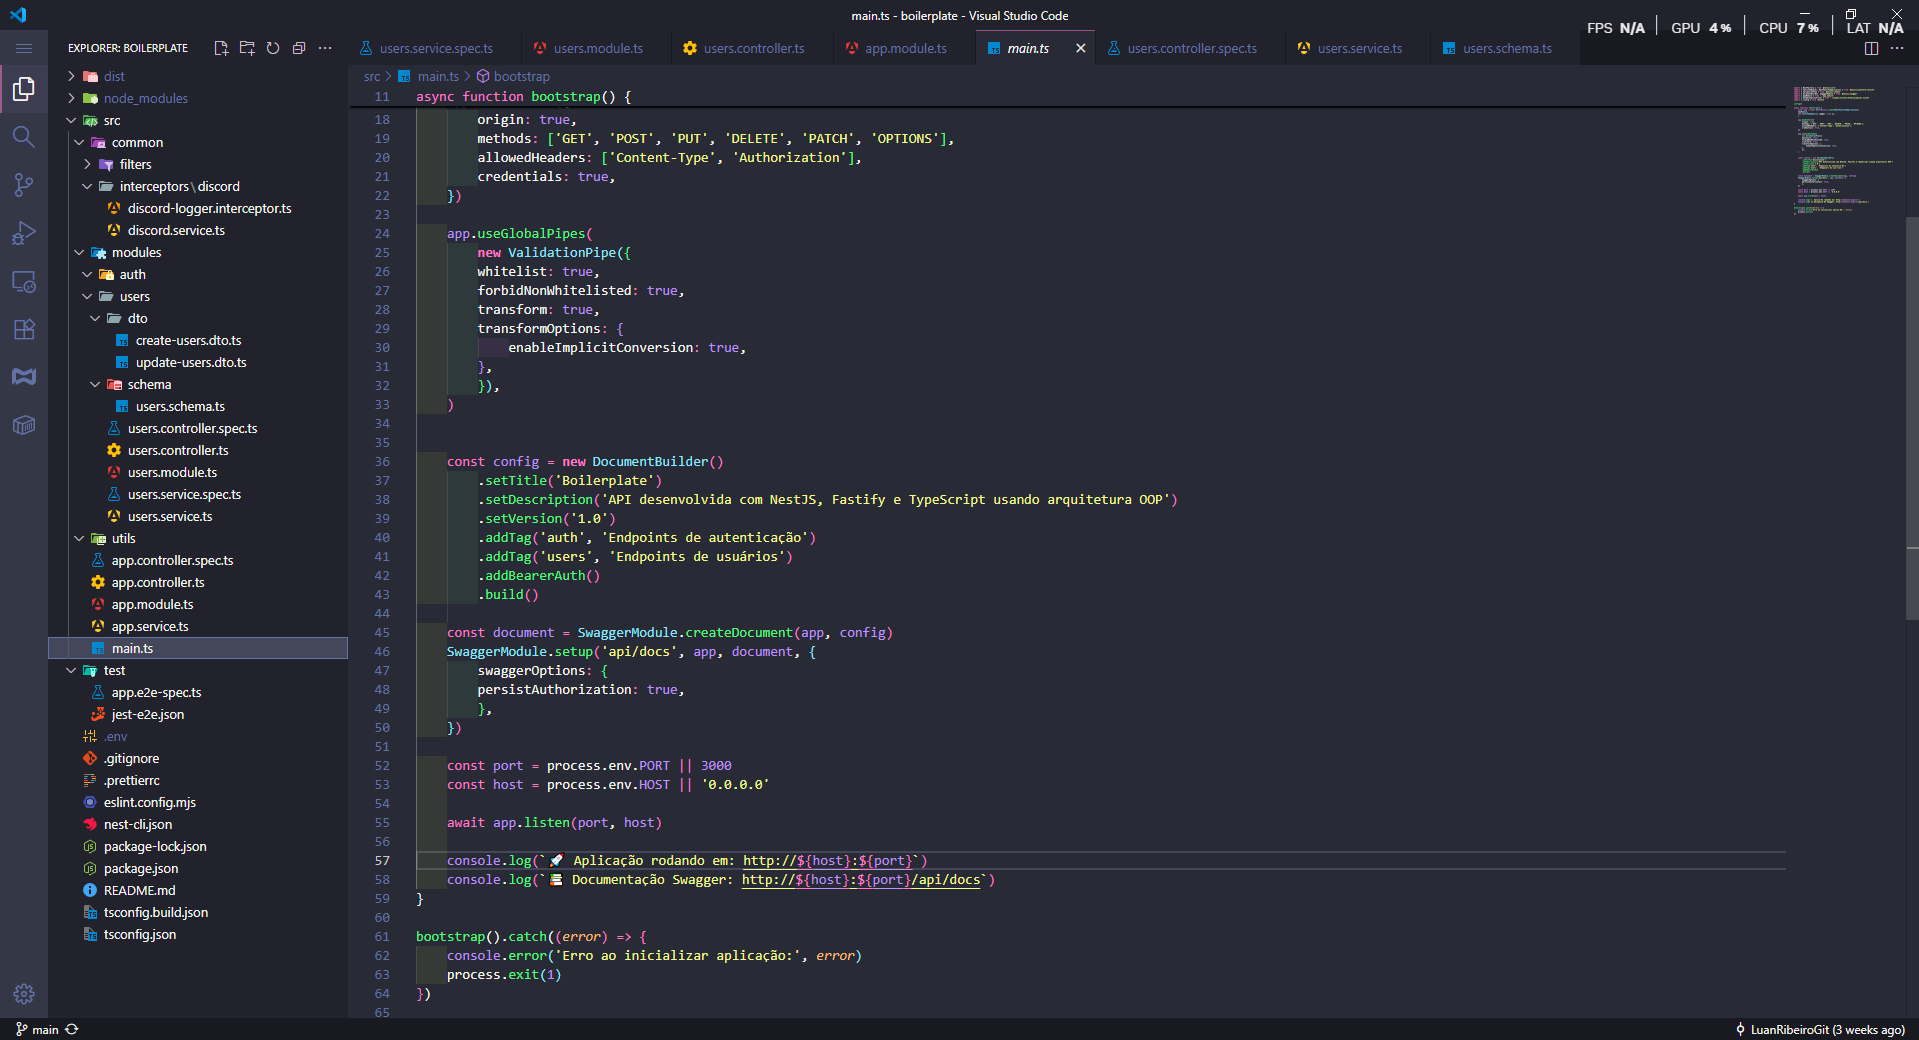 main.ts - boilerplate - Visual Studio Code
FPS N/A GPU 4 % CPU 7 % LAT N/A
EXPLORER: BOILERPLATE
dist
node_modules
src
common
filters
interceptors\discord
discord-logger.interceptor.ts
discord.service.ts
modules
auth
users
dto
create-users.dto.ts
update-users.dto.ts
schema
users.schema.ts
users.controller.spec.ts
users.controller.ts
users.module.ts
users.service.spec.ts
users.service.ts
utils
app.controller.spec.ts
app.controller.ts
app.module.ts
app.service.ts
main.ts
test
app.e2e-spec.ts
jest-e2e.json
.env
.gitignore
.prettierrc
eslint.config.mjs
nest-cli.json
package-lock.json
package.json
README.md
tsconfig.build.json
tsconfig.json
users.service.spec.ts users.module.ts users.controller.ts app.module.ts main.ts users.controller.spec.ts users.service.ts users.schema.ts
src > main.ts > bootstrap
11 async function bootstrap() {
18 origin: true,
19 methods: ['GET', 'POST', 'PUT', 'DELETE', 'PATCH', 'OPTIONS'],
20 allowedHeaders: ['Content-Type', 'Authorization'],
21 credentials: true,
22 })
23
24 app.useGlobalPipes(
25 new ValidationPipe({
26 whitelist: true,
27 forbidNonWhitelisted: true,
28 transform: true,
29 transformOptions: {
30 enableImplicitConversion: true,
31 },
32 }),
33 )
34
35
36 const config = new DocumentBuilder()
37 .setTitle('Boilerplate')
38 .setDescription('API desenvolvida com NestJS, Fastify e TypeScript usando arquitetura OOP')
39 .setVersion('1.0')
40 .addTag('auth', 'Endpoints de autenticação')
41 .addTag('users', 'Endpoints de usuários')
42 .addBearerAuth()
43 .build()
44
45 const document = SwaggerModule.createDocument(app, config)
46 SwaggerModule.setup('api/docs', app, document, {
47 swaggerOptions: {
48 persistAuthorization: true,
49 },
50 })
51
52 const port = process.env.PORT || 3000
53 const host = process.env.HOST || '0.0.0.0'
54
55 await app.listen(port, host)
56
57 console.log(`🚀 Aplicação rodando em: http://${host}:${port}`)
58 console.log(`📚 Documentação Swagger: http://${host}:${port}/api/docs`)
59 }
60
61 bootstrap().catch((error) => {
62 console.error('Erro ao inicializar aplicação:', error)
63 process.exit(1)
64 })
65
main
LuanRibeiroGit (3 weeks ago)